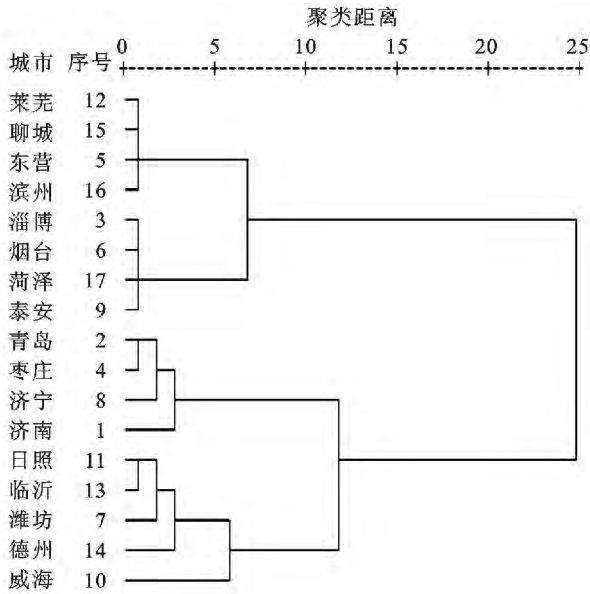 聚类距离
0 5 10 15 20 25
城市 序号
莱芜 12
聊城 15
东营 5
滨州 16
淄博 3
烟台 6
菏泽 17
泰安 9
青岛 2
枣庄 4
济宁 8
济南 1
日照 11
临沂 13
潍坊 7
德州 14
威海 10